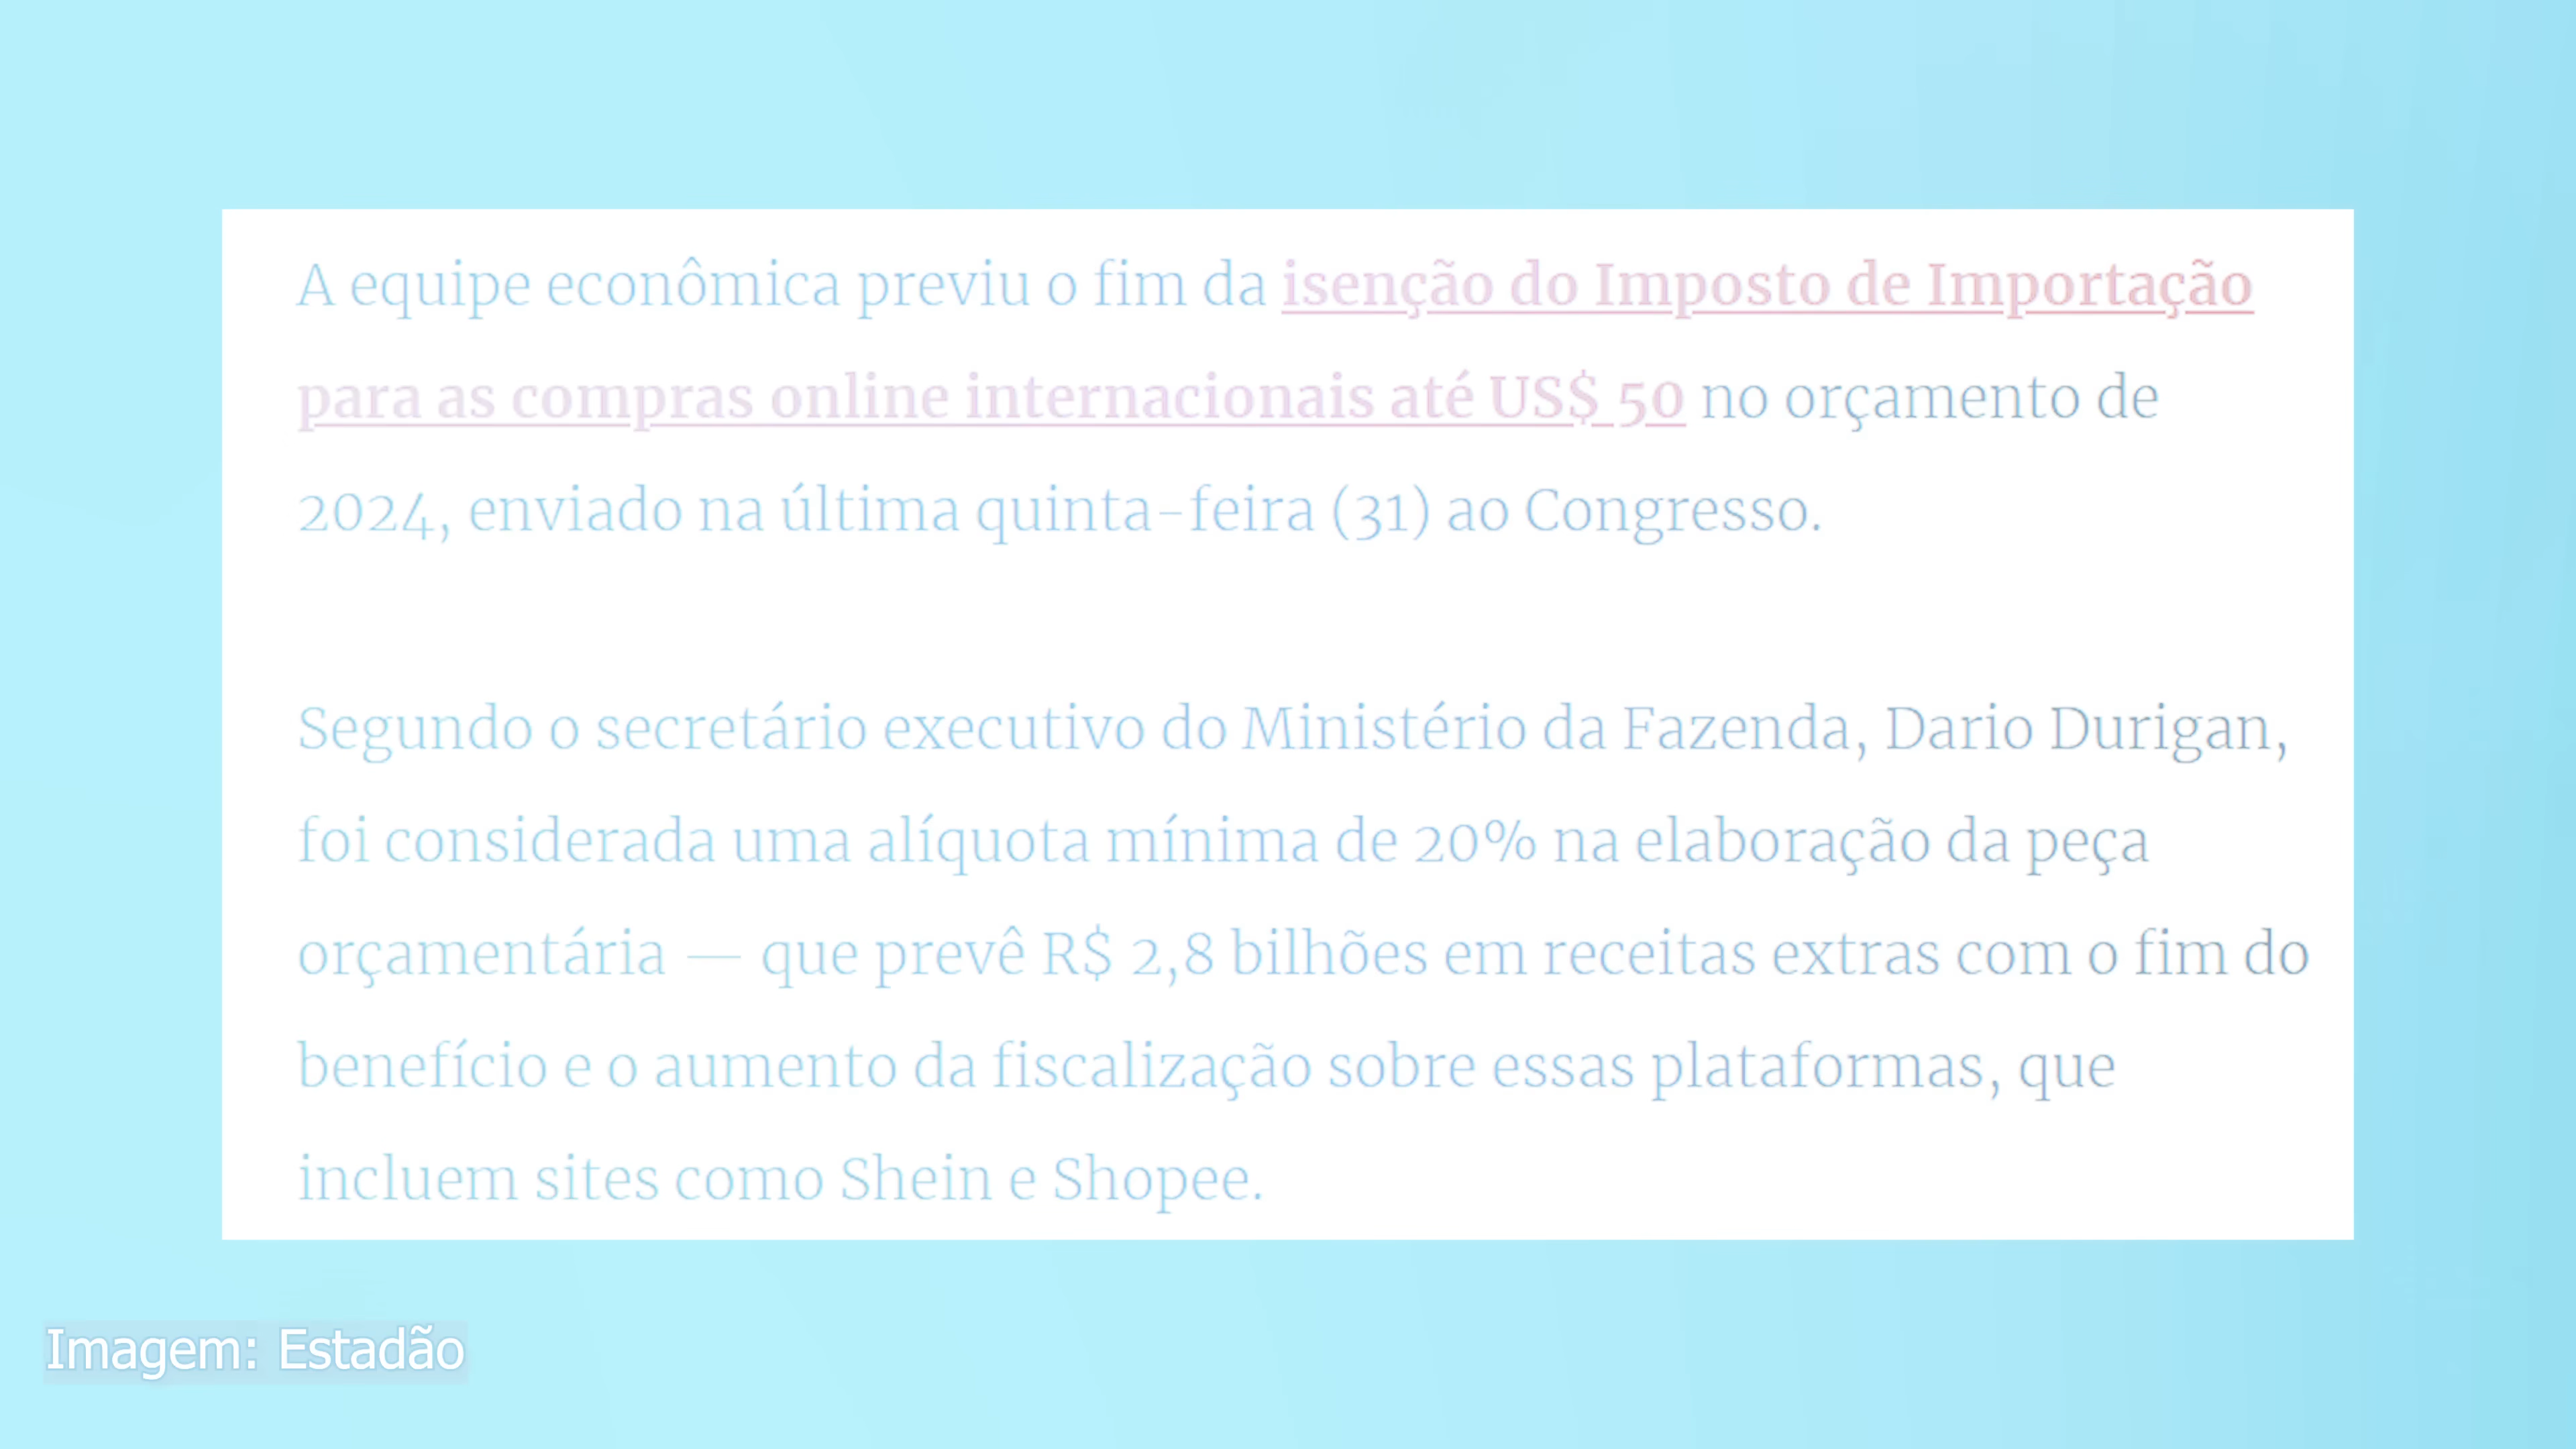 A equipe econômica previu o fim da isenção do Imposto de Importação
para as compras online internacionais até US$ 50 no orçamento de
2024, enviado na última quinta-feira (31) ao Congresso.
Segundo o secretário executivo do Ministério da Fazenda, Dario Durigan,
foi considerada uma alíquota mínima de 20% na elaboração da peça
orçamentária — que prevê R$ 2,8 bilhões em receitas extras com o fim do
benefício e o aumento da fiscalização sobre essas plataformas, que
incluem sites como Shein e Shopee.
Imagem: Estadão